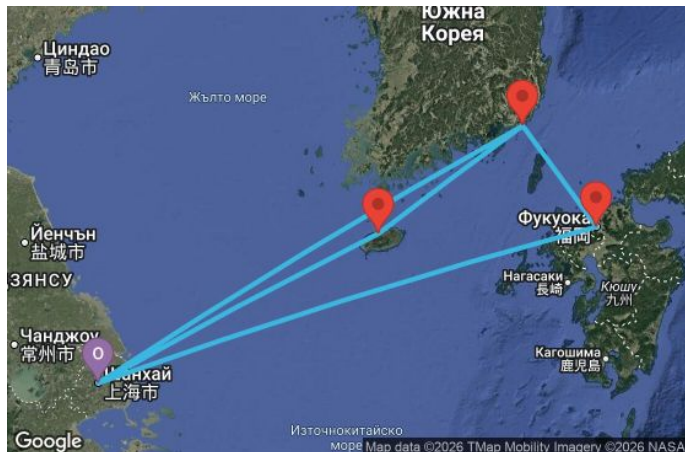 Южна
Корея
Циндао
青岛市
Жълто море
Йенчън
盐城市
ДЗЯНСУ
Фукуока
福岡
Нагасаки
長崎
Кюшу
九州
Чанджоу
常州市
O
Шанхай
上海市
Кагошима
鹿児島
Източнокитайско
море
Google
Map data ©2026 TMap Mobility Imagery ©2026 NASA